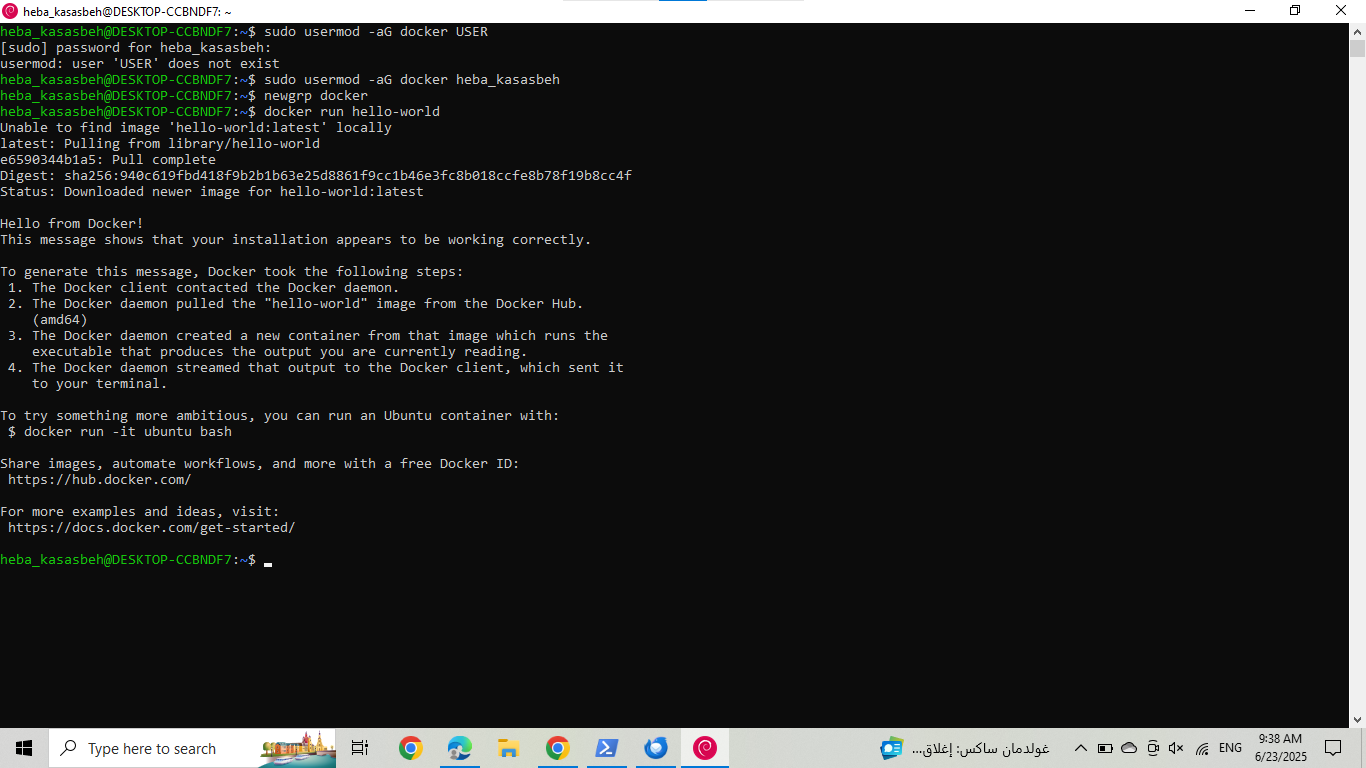 heba_kasasbeh@DESKTOP-CCBNDF7: ~
heba_kasasbeh@DESKTOP-CCBNDF7:~$ sudo usermod -aG docker USER
[sudo] password for heba_kasasbeh:
usermod: user 'USER' does not exist
heba_kasasbeh@DESKTOP-CCBNDF7:~$ sudo usermod -aG docker heba_kasasbeh
heba_kasasbeh@DESKTOP-CCBNDF7:~$ newgrp docker
heba_kasasbeh@DESKTOP-CCBNDF7:~$ docker run hello-world
Unable to find image 'hello-world:latest' locally
latest: Pulling from library/hello-world
e6590344b1a5: Pull complete
Digest: sha256:940c619fbd418f9b2b1b63e25d8861f9cc1b46e3fc8b018ccfe8b78f19b8cc4f
Status: Downloaded newer image for hello-world:latest

Hello from Docker!
This message shows that your installation appears to be working correctly.

To generate this message, Docker took the following steps:
 1. The Docker client contacted the Docker daemon.
 2. The Docker daemon pulled the "hello-world" image from the Docker Hub.
    (amd64)
 3. The Docker daemon created a new container from that image which runs the
    executable that produces the output you are currently reading.
 4. The Docker daemon streamed that output to the Docker client, which sent it
    to your terminal.

To try something more ambitious, you can run an Ubuntu container with:
 $ docker run -it ubuntu bash

Share images, automate workflows, and more with a free Docker ID:
 https://hub.docker.com/

For more examples and ideas, visit:
 https://docs.docker.com/get-started/

heba_kasasbeh@DESKTOP-CCBNDF7:~$
Type here to search
غولدمان ساكس: إغلاق...
ENG
9:38 AM
6/23/2025